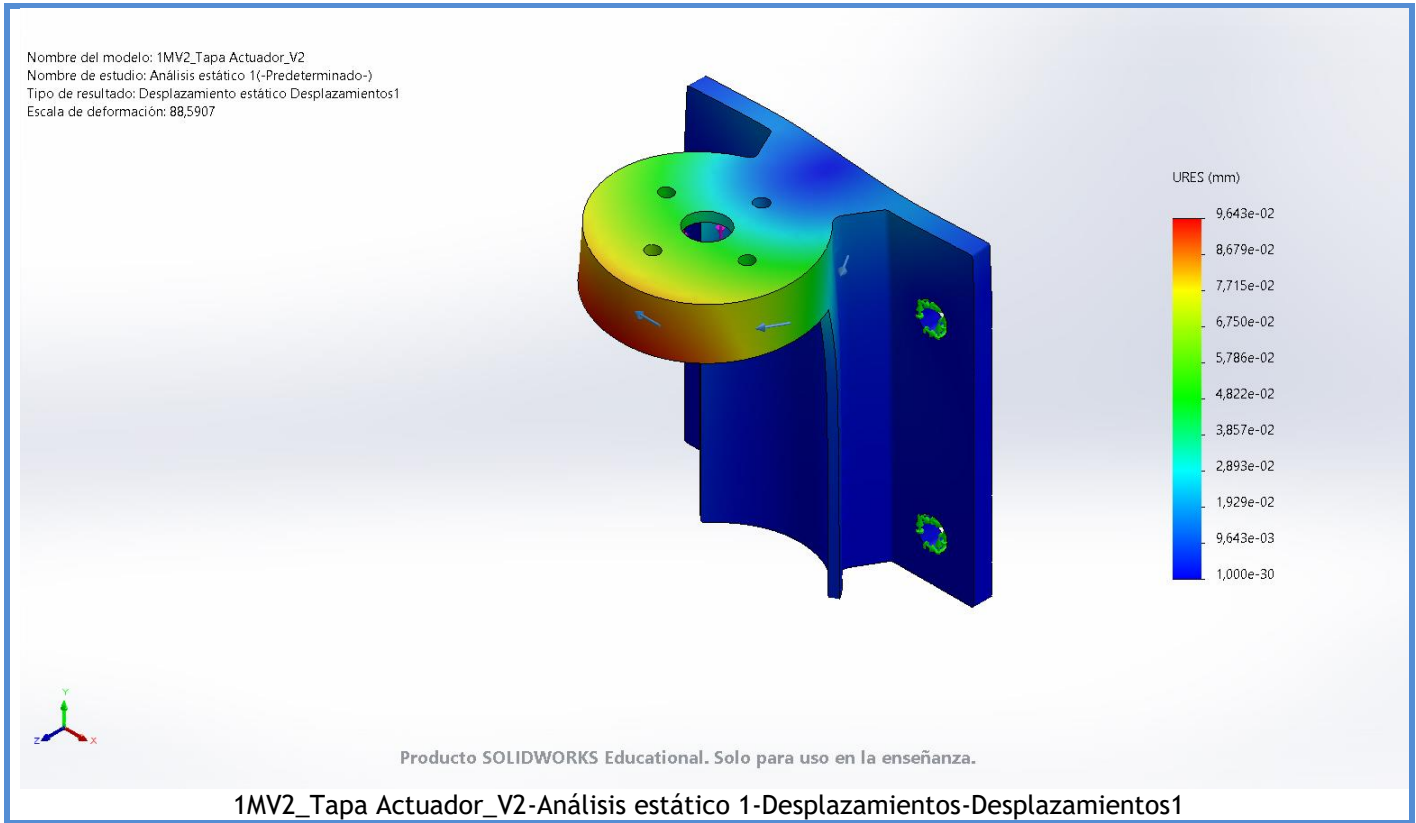 Nombre del modelo: 1MV2_Tapa Actuador_V2
Nombre de estudio: Análisis estático 1(-Predeterminado-)
Tipo de resultado: Desplazamiento estático Desplazamientos1
Escala de deformación: 88,5907
URES (mm)
9,643e-02
8,679e-02
7,715e-02
6,750e-02
5,786e-02
4,822e-02
3,857e-02
2,893e-02
1,929e-02
9,643e-03
1,000e-30
Y
Z
X
Producto SOLIDWORKS Educational. Solo para uso en la enseñanza.
1MV2_Tapa Actuador_V2-Análisis estático 1-Desplazamientos-Desplazamientos1